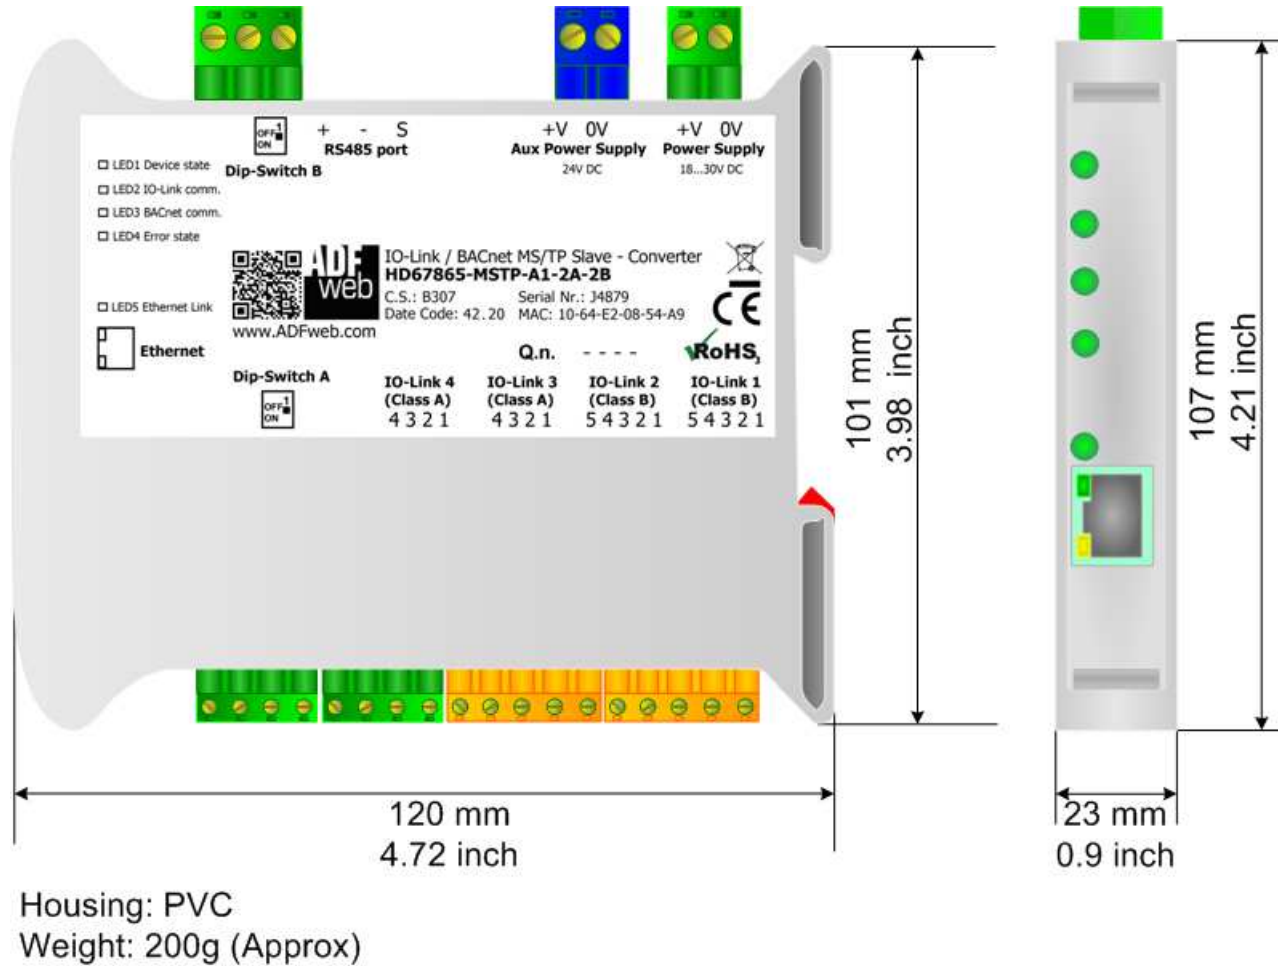 OFF 1
ON
Dip-Switch B
+ - S
RS485 port
+V 0V
Aux Power Supply
24V DC
+V 0V
Power Supply
18...30V DC
LED1 Device state
LED2 IO-Link comm.
LED3 BACnet comm.
LED4 Error state
LED5 Ethernet Link
Ethernet
ADF
web
www.ADFweb.com
IO-Link / BACnet MS/TP Slave - Converter
HD67865-MSTP-A1-2A-2B
C.S.: B307 Serial Nr.: J4879
Date Code: 42.20 MAC: 10-64-E2-08-54-A9
CE
Q.n. - - - -
RoHS
Dip-Switch A
OFF 1
ON
IO-Link 4
(Class A)
4 3 2 1
IO-Link 3
(Class A)
4 3 2 1
IO-Link 2
(Class B)
5 4 3 2 1
IO-Link 1
(Class B)
5 4 3 2 1
101 mm
3.98 inch
107 mm
4.21 inch
120 mm
4.72 inch
23 mm
0.9 inch
Housing: PVC
Weight: 200g (Approx)